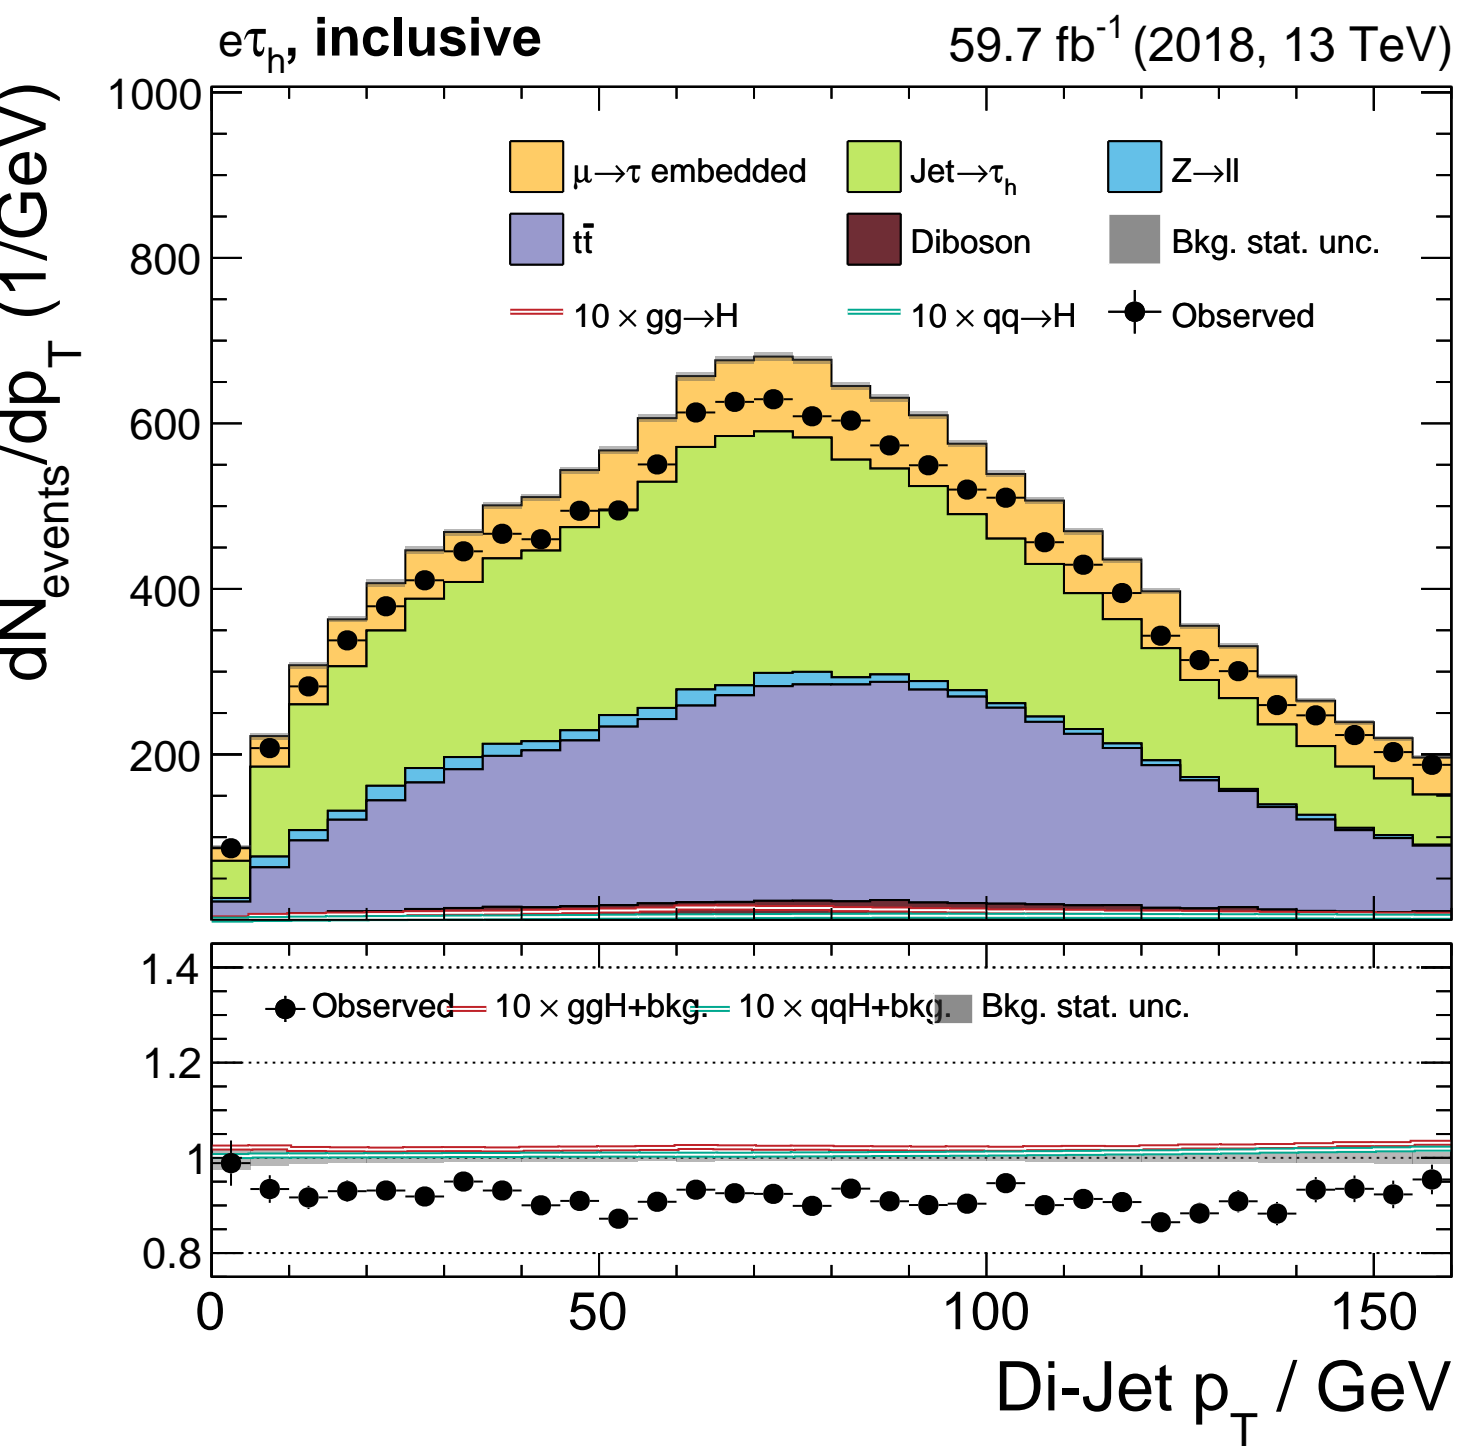 eτh, inclusive 59.7 fb-1 (2018, 13 TeV)
dNevents/dpT (1/GeV)
1000
800
600
400
200
μ→τ embedded Jet→τh Z→ll
tt̄ Diboson Bkg. stat. unc.
10 × gg→H 10 × qq→H Observed
1.4
1.2
1
0.8
Observed 10 × ggH+bkg. 10 × qqH+bkg. Bkg. stat. unc.
0 50 100 150
Di-Jet pT / GeV